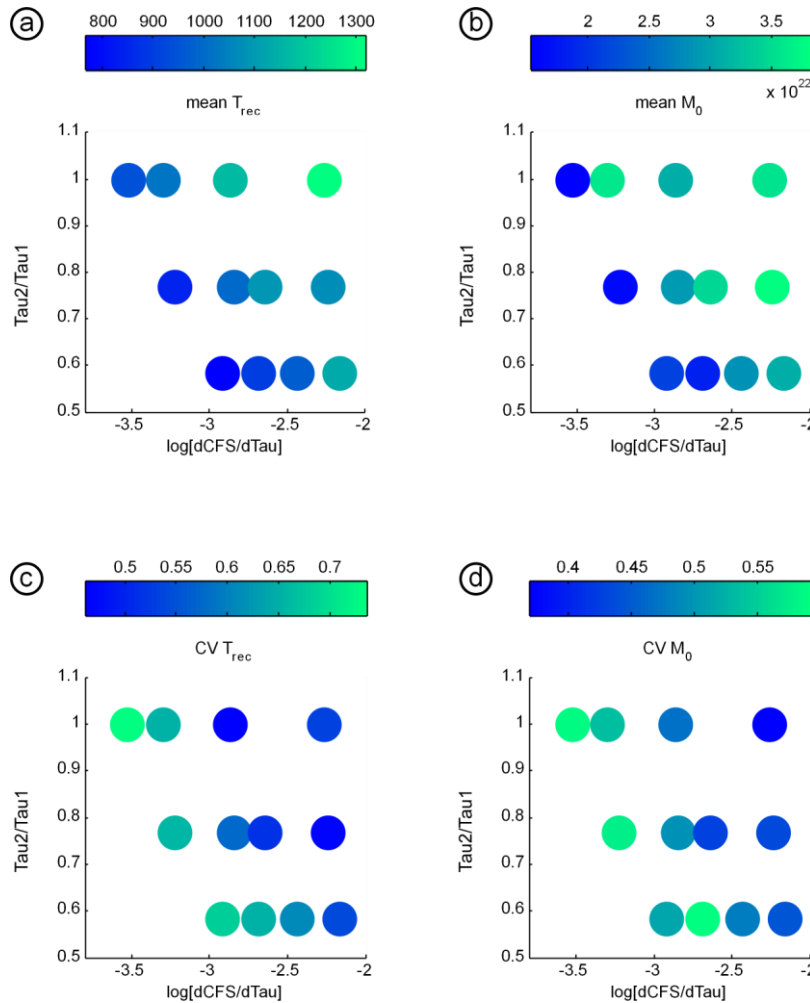 a
800 900 1000 1100 1200 1300
mean T_rec
1.1
1
0.9
0.8
0.7
0.6
0.5
Tau2/Tau1
-3.5 -3 -2.5 -2
log[dCFS/dTau]
b
2 2.5 3 3.5
x 10^22
mean M_0
1.1
1
0.9
0.8
0.7
0.6
0.5
Tau2/Tau1
-3.5 -3 -2.5 -2
log[dCFS/dTau]
c
0.5 0.55 0.6 0.65 0.7
CV T_rec
1.1
1
0.9
0.8
0.7
0.6
0.5
Tau2/Tau1
-3.5 -3 -2.5 -2
log[dCFS/dTau]
d
0.4 0.45 0.5 0.55
CV M_0
1.1
1
0.9
0.8
0.7
0.6
0.5
Tau2/Tau1
-3.5 -3 -2.5 -2
log[dCFS/dTau]